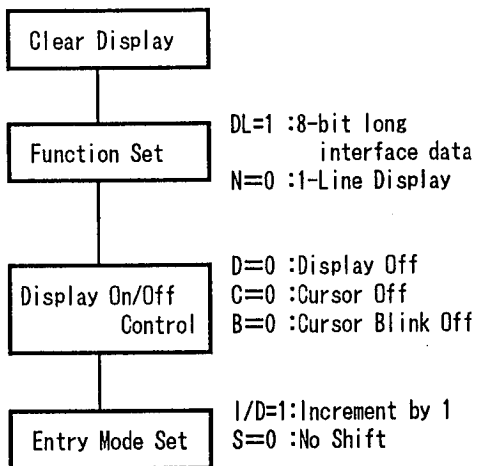 Clear Display
Function Set
DL=1 :8-bit long
interface data
N=0 :1-Line Display
Display On/Off
Control
D=0 :Display Off
C=0 :Cursor Off
B=0 :Cursor Blink Off
Entry Mode Set
I/D=1:Increment by 1
S=0 :No Shift